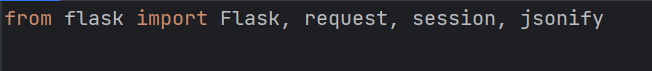 from flask import Flask, request, session, jsonify